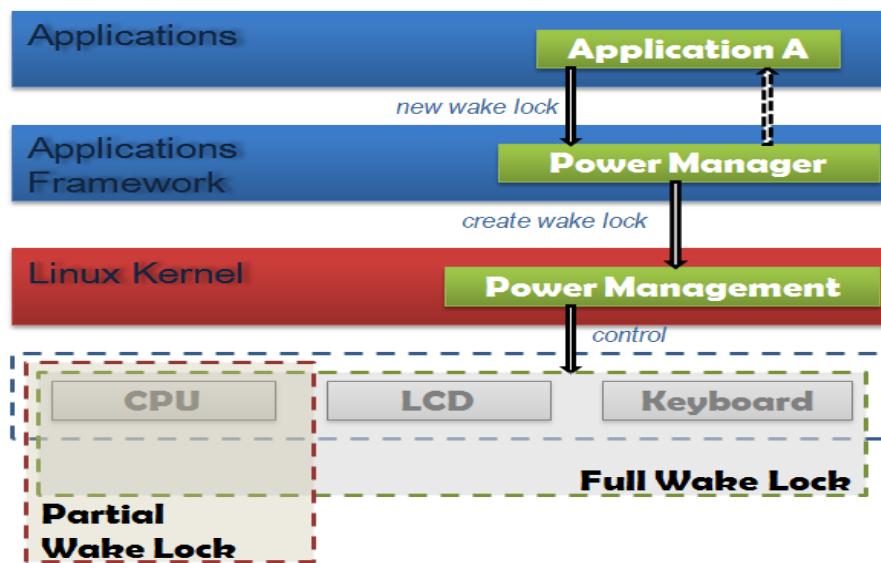 Applications
Application A
new wake lock
Applications
Framework
Power Manager
create wake lock
Linux Kernel
Power Management
control
CPU
LCD
Keyboard
Full Wake Lock
Partial
Wake Lock